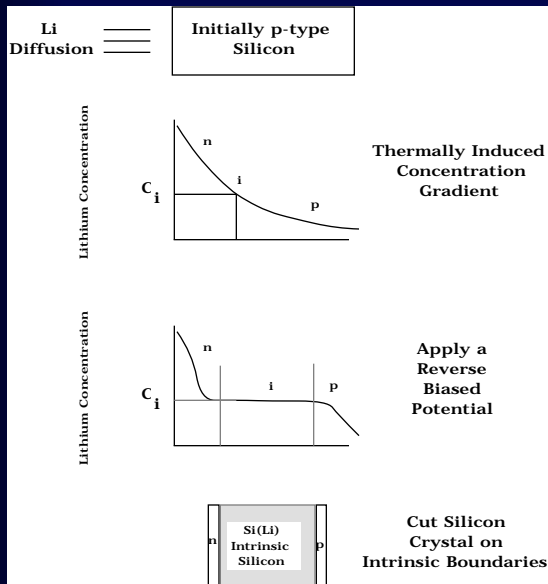 Li
Diffusion
Initially p-type
Silicon
Lithium Concentration
n
i
p
C i
Thermally Induced
Concentration
Gradient
Lithium Concentration
n
i
p
C i
Apply a
Reverse
Biased
Potential
n
Si(Li)
Intrinsic
Silicon
p
Cut Silicon
Crystal on
Intrinsic Boundaries